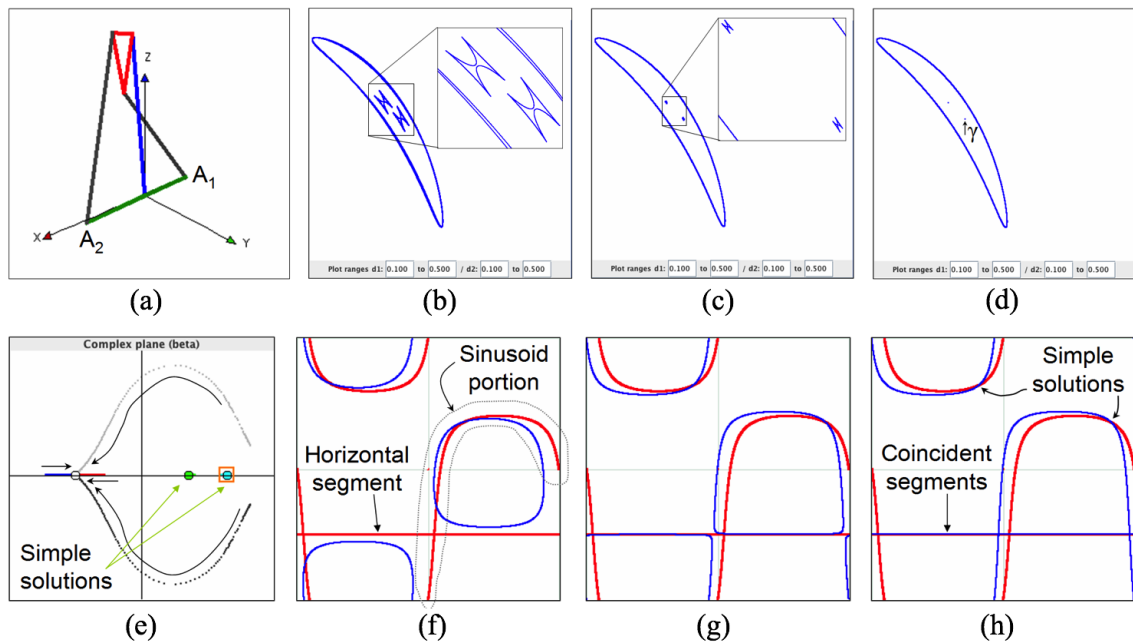 Z
A1
A2
X
Y
(a)
Plot ranges d1: 0.100 to 0.500 / d2: 0.100 to 0.500
(b)
Plot ranges d1: 0.100 to 0.500 / d2: 0.100 to 0.500
(c)
γ
Plot ranges d1: 0.100 to 0.500 / d2: 0.100 to 0.500
(d)
Complex plane (beta)
Simple
solutions
(e)
Sinusoid
portion
Horizontal
segment
(f)
(g)
Simple
solutions
Coincident
segments
(h)